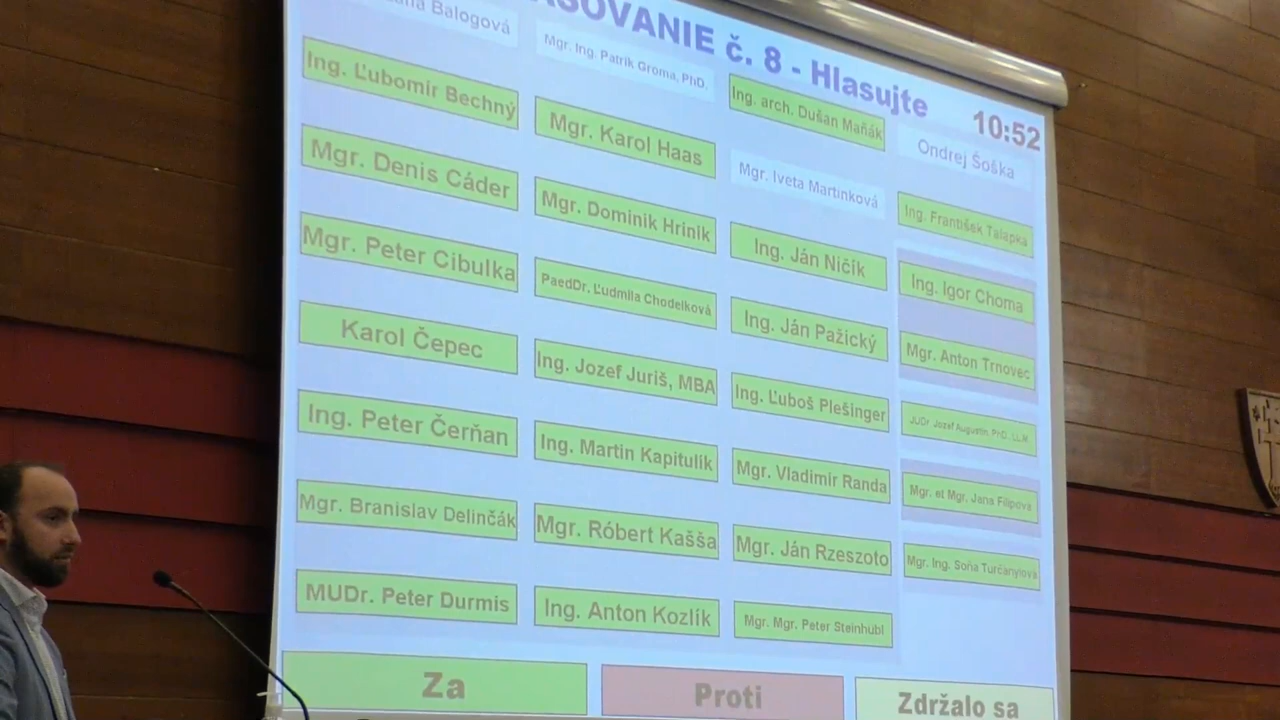 Balogová
Ing. Ľubomír Bechný
Mgr. Denis Cáder
Mgr. Peter Cibulka
Karol Čepec
Ing. Peter Čerňan
Mgr. Branislav Delinčák
MUDr. Peter Durmis
Mgr. Ing. Patrik Groma, PhD.
Mgr. Karol Haas
Mgr. Dominik Hriník
PaedDr. Ľudmila Chodelková
Ing. Jozef Juriš, MBA
Ing. Martin Kapitulík
Mgr. Róbert Kašša
Ing. Anton Kozlík
č. 8 - Hlasujte
10:52
Ing. arch. Dušan Maňák
Mgr. Iveta Martinková
Ing. Ján Ničík
Ing. Ján Pažický
Ing. Ľuboš Plešinger
Mgr. Vladimír Randa
Mgr. Ján Rzeszoto
Mgr. Mgr. Peter Steinhubl
Ondrej Šoška
Ing. František Talapka
Ing. Igor Choma
Mgr. Anton Trnovec
JUDr. Jozef Augustín, PhD., LL.M.
Mgr. et Mgr. Jana Filipová
Mgr. Ing. Soňa Turčanyiová
Za
Proti
Zdržalo sa